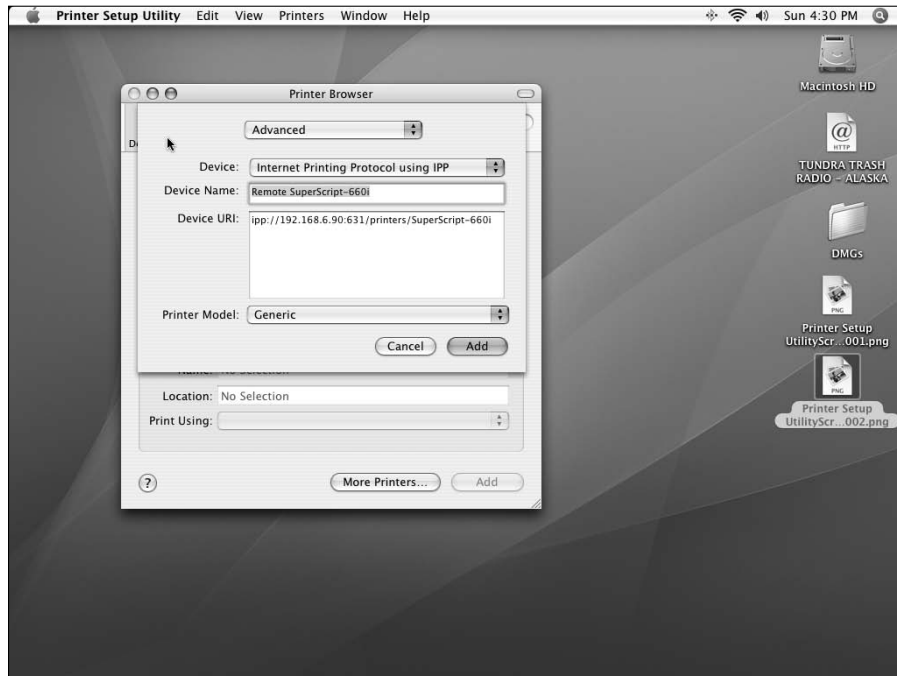 Printer Setup Utility Edit View Printers Window Help Sun 4:30 PM
Printer Browser
Advanced
Device: Internet Printing Protocol using IPP
Device Name: Remote SuperScript-660i
Device URI: ipp://192.168.6.90:631/printers/SuperScript-660i
Printer Model: Generic
Cancel Add
Location: No Selection
Print Using:
? More Printers... Add
Macintosh HD
@
HTTP
TUNDRA TRASH
RADIO – ALASKA
DMGs
PNG
Printer Setup
UtilityScr...001.png
PNG
Printer Setup
UtilityScr...002.png